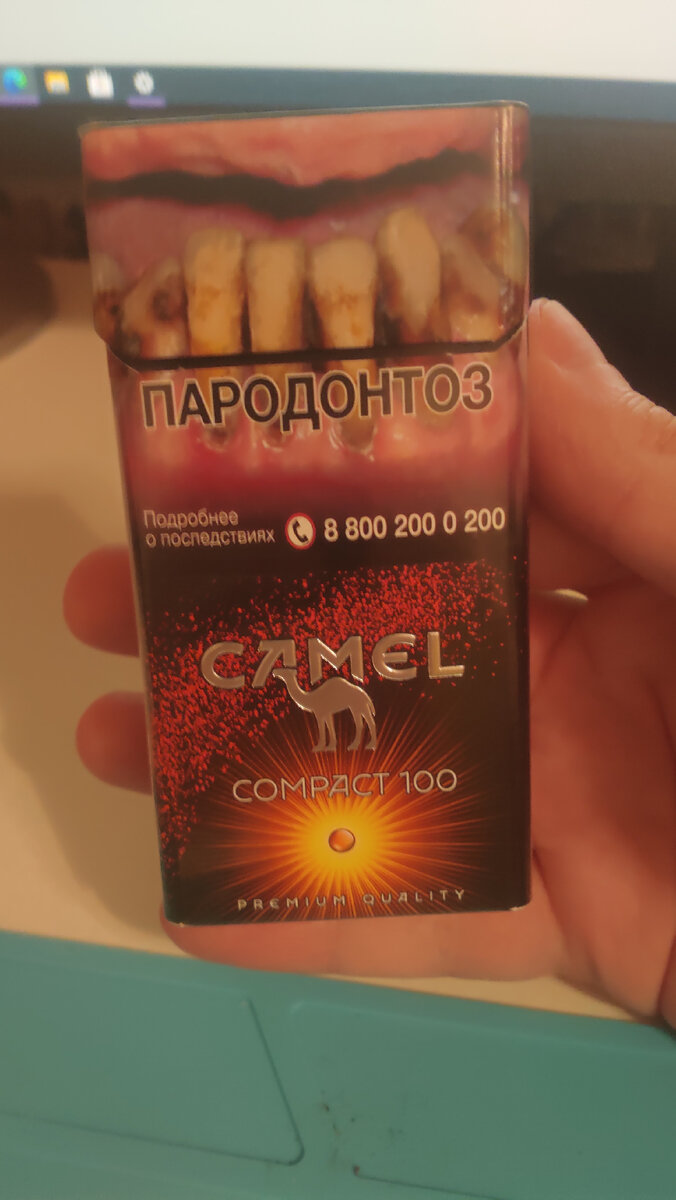 ПАРОДОНТОЗ
Подробнее
о последствиях 8 800 200 0 200
CAMEL
COMPACT 100
PREMIUM QUALITY